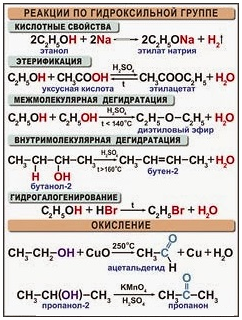 РЕАКЦИИ ПО ГИДРОКСИЛЬНОЙ ГРУППЕ
КИСЛОТНЫЕ СВОЙСТВА
2C₂H₅OH + 2Na → 2C₂H₅ONa + H₂↑
этанол этилат натрия
ЭТЕРИФИКАЦИЯ
C₂H₅OH + CH₃COOH ⇄ CH₃COOC₂H₅ + H₂O
H₂SO₄
t
уксусная кислота этилацетат
МЕЖМОЛЕКУЛЯРНАЯ ДЕГИДРАТАЦИЯ
C₂H₅OH + C₂H₅OH → C₂H₅–O–C₂H₅ + H₂O
H₂SO₄
t < 140°C
диэтиловый эфир
ВНУТРИМОЛЕКУЛЯРНАЯ ДЕГИДРАТАЦИЯ
CH₃–CH–CH–CH₃ → CH₃–CH=CH–CH₃ + H₂O
H₂SO₄
t>160°C
H OH
бутен-2
бутанол-2
ГИДРОГАЛОГЕНИРОВАНИЕ
C₂H₅OH + HBr → C₂H₅Br + H₂O
t
ОКИСЛЕНИЕ
CH₃–CH₂–OH + CuO → CH₃–C + Cu + H₂O
250°C
O
H
ацетальдегид
CH₃–CH(OH)–CH₃ → CH₃–C–CH₃
KMnO₄
H₂SO₄
O
пропанол-2 пропанон